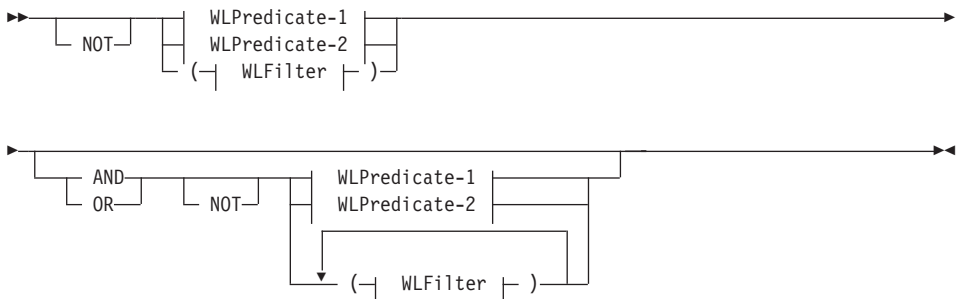 WLPredicate-1
NOT WLPredicate-2
( WLFilter )
AND WLPredicate-1
OR NOT WLPredicate-2
( WLFilter )